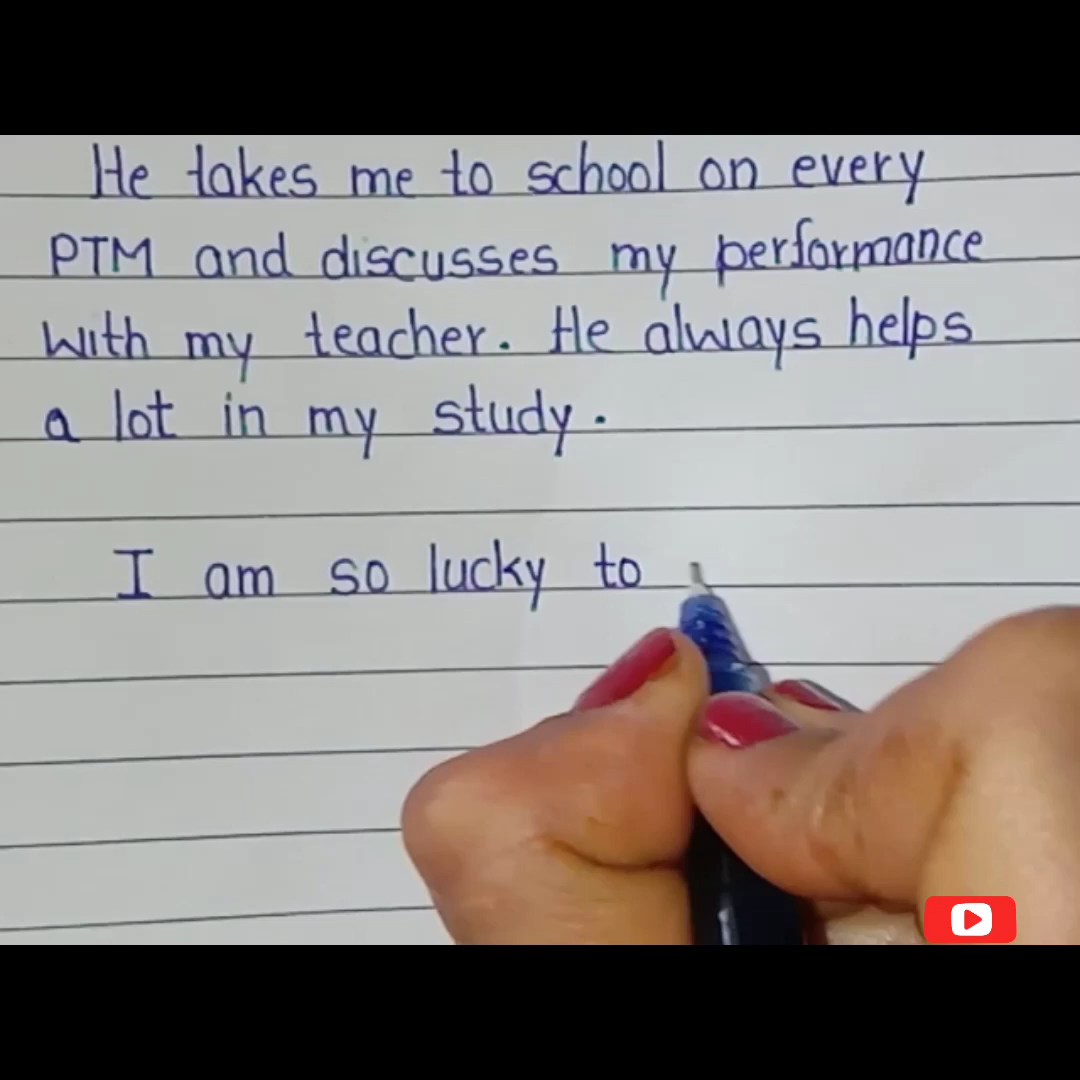 He takes me to school on every
PTM and discusses my performance
with my teacher. He always helps
a lot in my study.
I am so lucky to